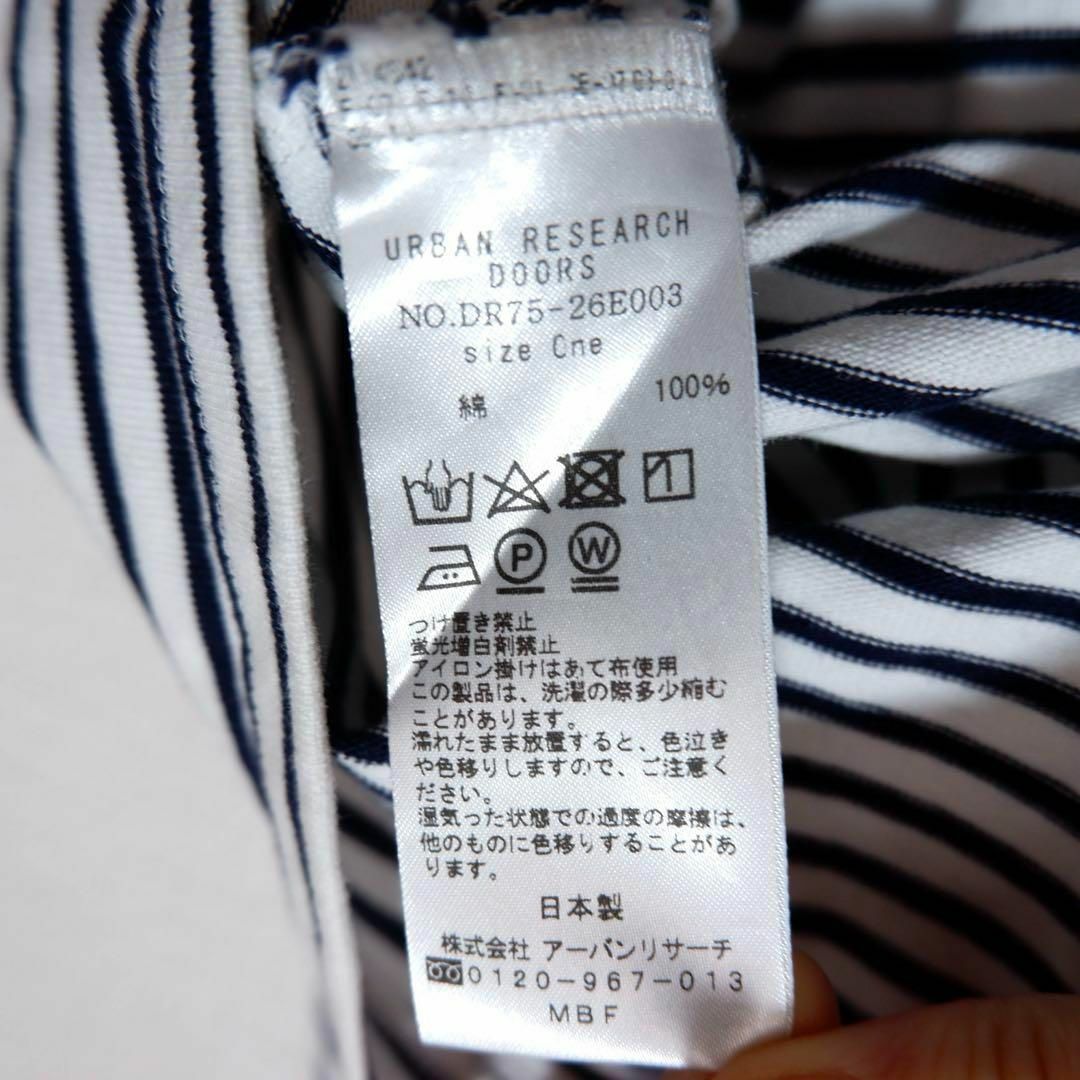 URBAN RESEARCH
DOORS
NO.DR75-26E003
size One
綿 100%
P W
つけ置き禁止
蛍光増白剤禁止
アイロン掛けはあて布使用
この製品は、洗濯の際多少縮む
ことがあります。
濡れたまま放置すると、色泣き
や色移りしますので、ご注意く
ださい。
湿気った状態での過度の摩擦は、
他のものに色移りすることがあ
ります。
日本製
株式会社 アーバンリサーチ
0120-967-013
MBF